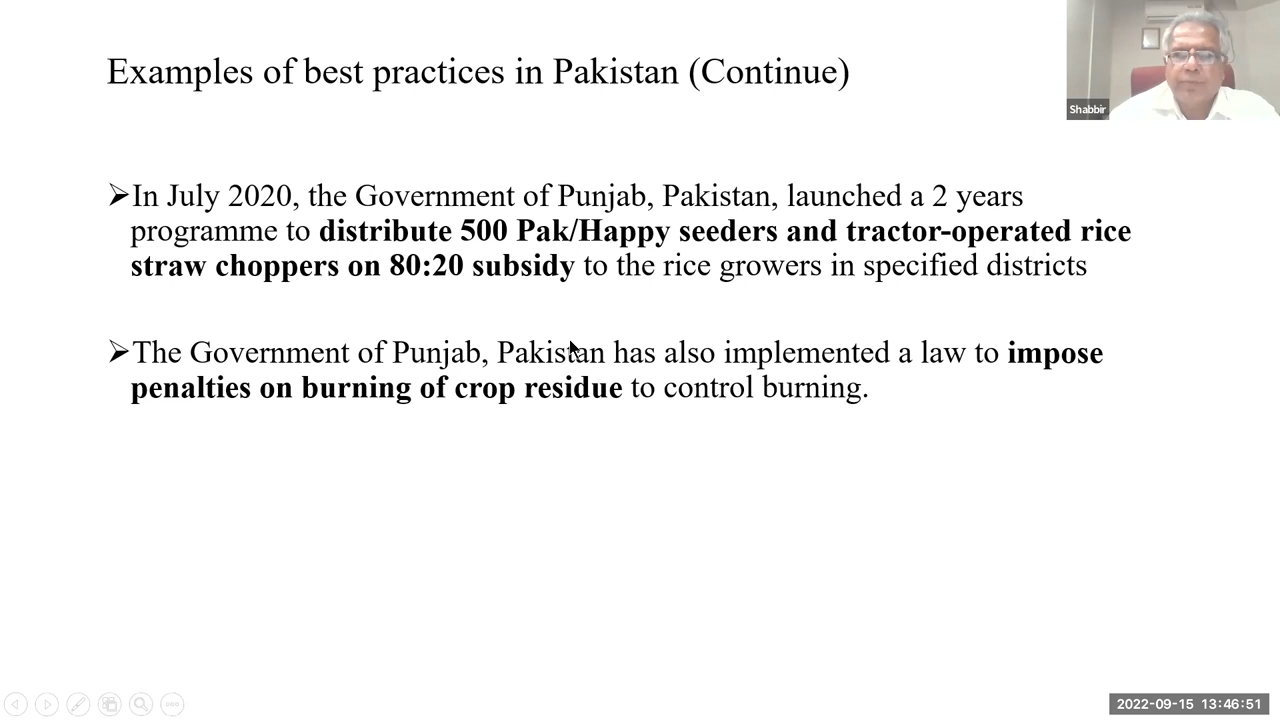 Examples of best practices in Pakistan (Continue)
Shabbir
➢In July 2020, the Government of Punjab, Pakistan, launched a 2 years
programme to distribute 500 Pak/Happy seeders and tractor-operated rice
straw choppers on 80:20 subsidy to the rice growers in specified districts
➢The Government of Punjab, Pakistan has also implemented a law to impose
penalties on burning of crop residue to control burning.
2022-09-15 13:46:51